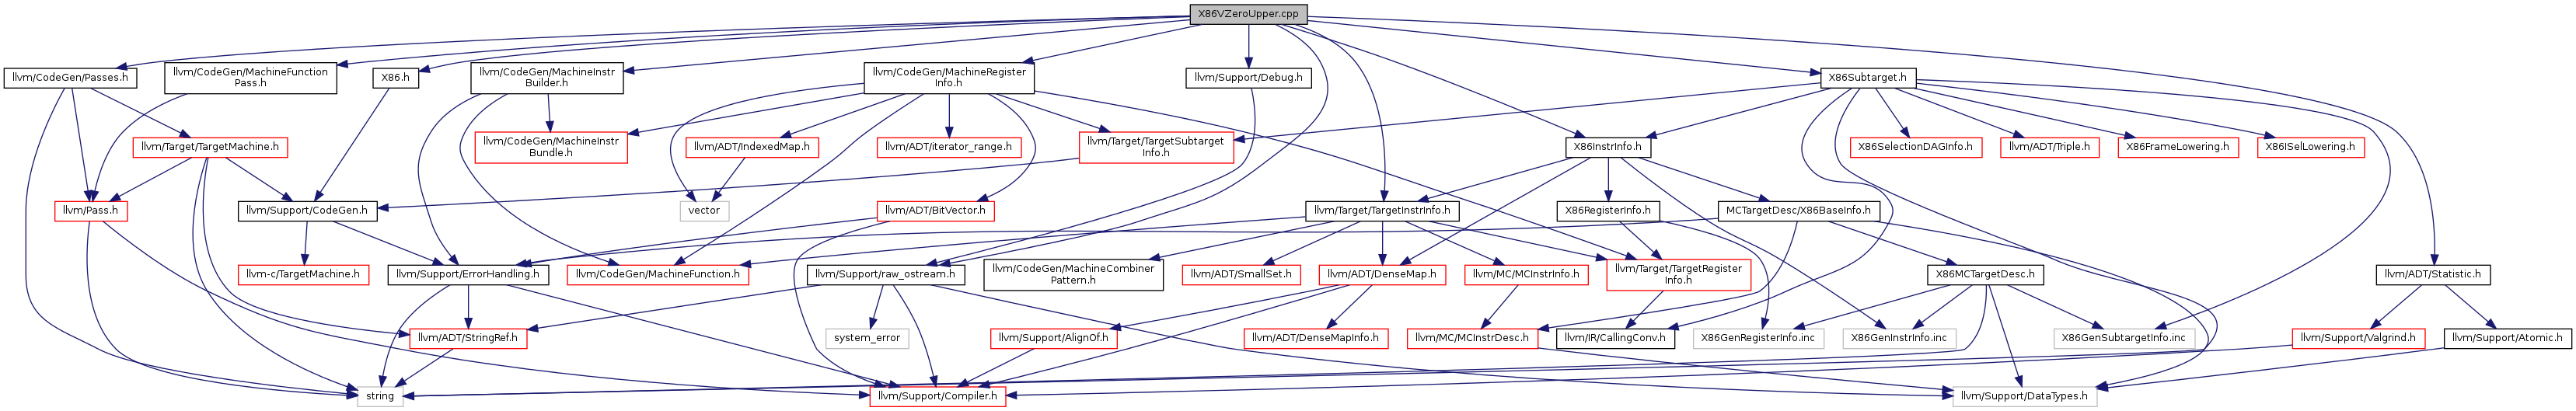 X86VZeroUpper.cpp
llvm/CodeGen/Passes.h
llvm/CodeGen/MachineFunction
Pass.h
X86.h
llvm/CodeGen/MachineInstr
Builder.h
llvm/CodeGen/MachineRegister
Info.h
llvm/Support/Debug.h
X86Subtarget.h
llvm/Target/TargetMachine.h
llvm/CodeGen/MachineInstr
Bundle.h
llvm/ADT/IndexedMap.h
llvm/ADT/iterator_range.h
llvm/Target/TargetSubtarget
Info.h
X86InstrInfo.h
X86SelectionDAGInfo.h
llvm/ADT/Triple.h
X86FrameLowering.h
X86ISelLowering.h
llvm/Pass.h
llvm/Support/CodeGen.h
vector
llvm/ADT/BitVector.h
llvm/Target/TargetInstrInfo.h
X86RegisterInfo.h
MCTargetDesc/X86BaseInfo.h
llvm-c/TargetMachine.h
llvm/Support/ErrorHandling.h
llvm/CodeGen/MachineFunction.h
llvm/Support/raw_ostream.h
llvm/CodeGen/MachineCombiner
Pattern.h
llvm/ADT/SmallSet.h
llvm/ADT/DenseMap.h
llvm/MC/MCInstrInfo.h
llvm/Target/TargetRegister
Info.h
X86MCTargetDesc.h
llvm/ADT/Statistic.h
llvm/ADT/StringRef.h
system_error
llvm/Support/AlignOf.h
llvm/ADT/DenseMapInfo.h
llvm/MC/MCInstrDesc.h
llvm/IR/CallingConv.h
X86GenRegisterInfo.inc
X86GenInstrInfo.inc
X86GenSubtargetInfo.inc
llvm/Support/Valgrind.h
llvm/Support/Atomic.h
string
llvm/Support/Compiler.h
llvm/Support/DataTypes.h